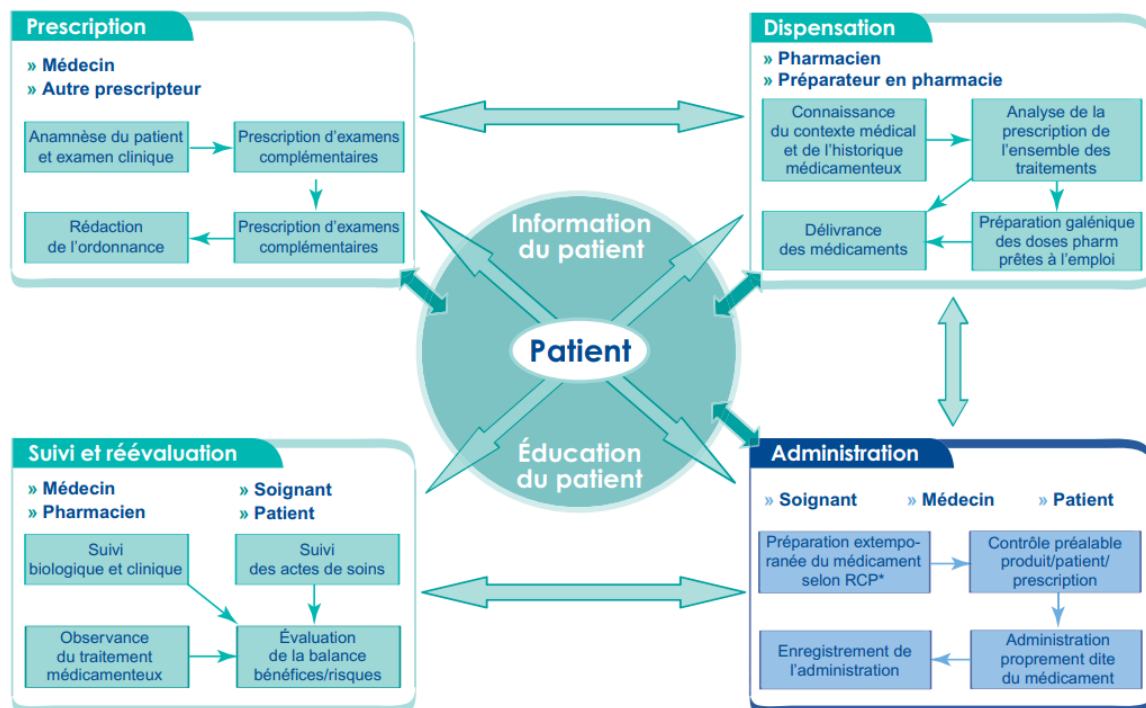 Prescription
» Médecin
» Autre prescripteur
Anamnèse du patient
et examen clinique
Prescription d'examens
complémentaires
Rédaction
de l'ordonnance
Prescription d'examens
complémentaires
Dispensation
» Pharmacien
» Préparateur en pharmacie
Connaissance
du contexte médical
et de l'historique
médicamenteux
Analyse de la
prescription de
l'ensemble des
traitements
Délivrance
des médicaments
Préparation galénique
des doses pharm
prêtes à l'emploi
Information
du patient
Patient
Éducation
du patient
Suivi et réévaluation
» Médecin
» Pharmacien
» Soignant
» Patient
Suivi
biologique et clinique
Suivi
des actes de soins
Observance
du traitement
médicamenteux
Évaluation
de la balance
bénéfices/risques
Administration
» Soignant
» Médecin
» Patient
Préparation extempo-
ranée du médicament
selon RCP*
Contrôle préalable
produit/patient/
prescription
Enregistrement de
l'administration
Administration
proprement dite
du médicament